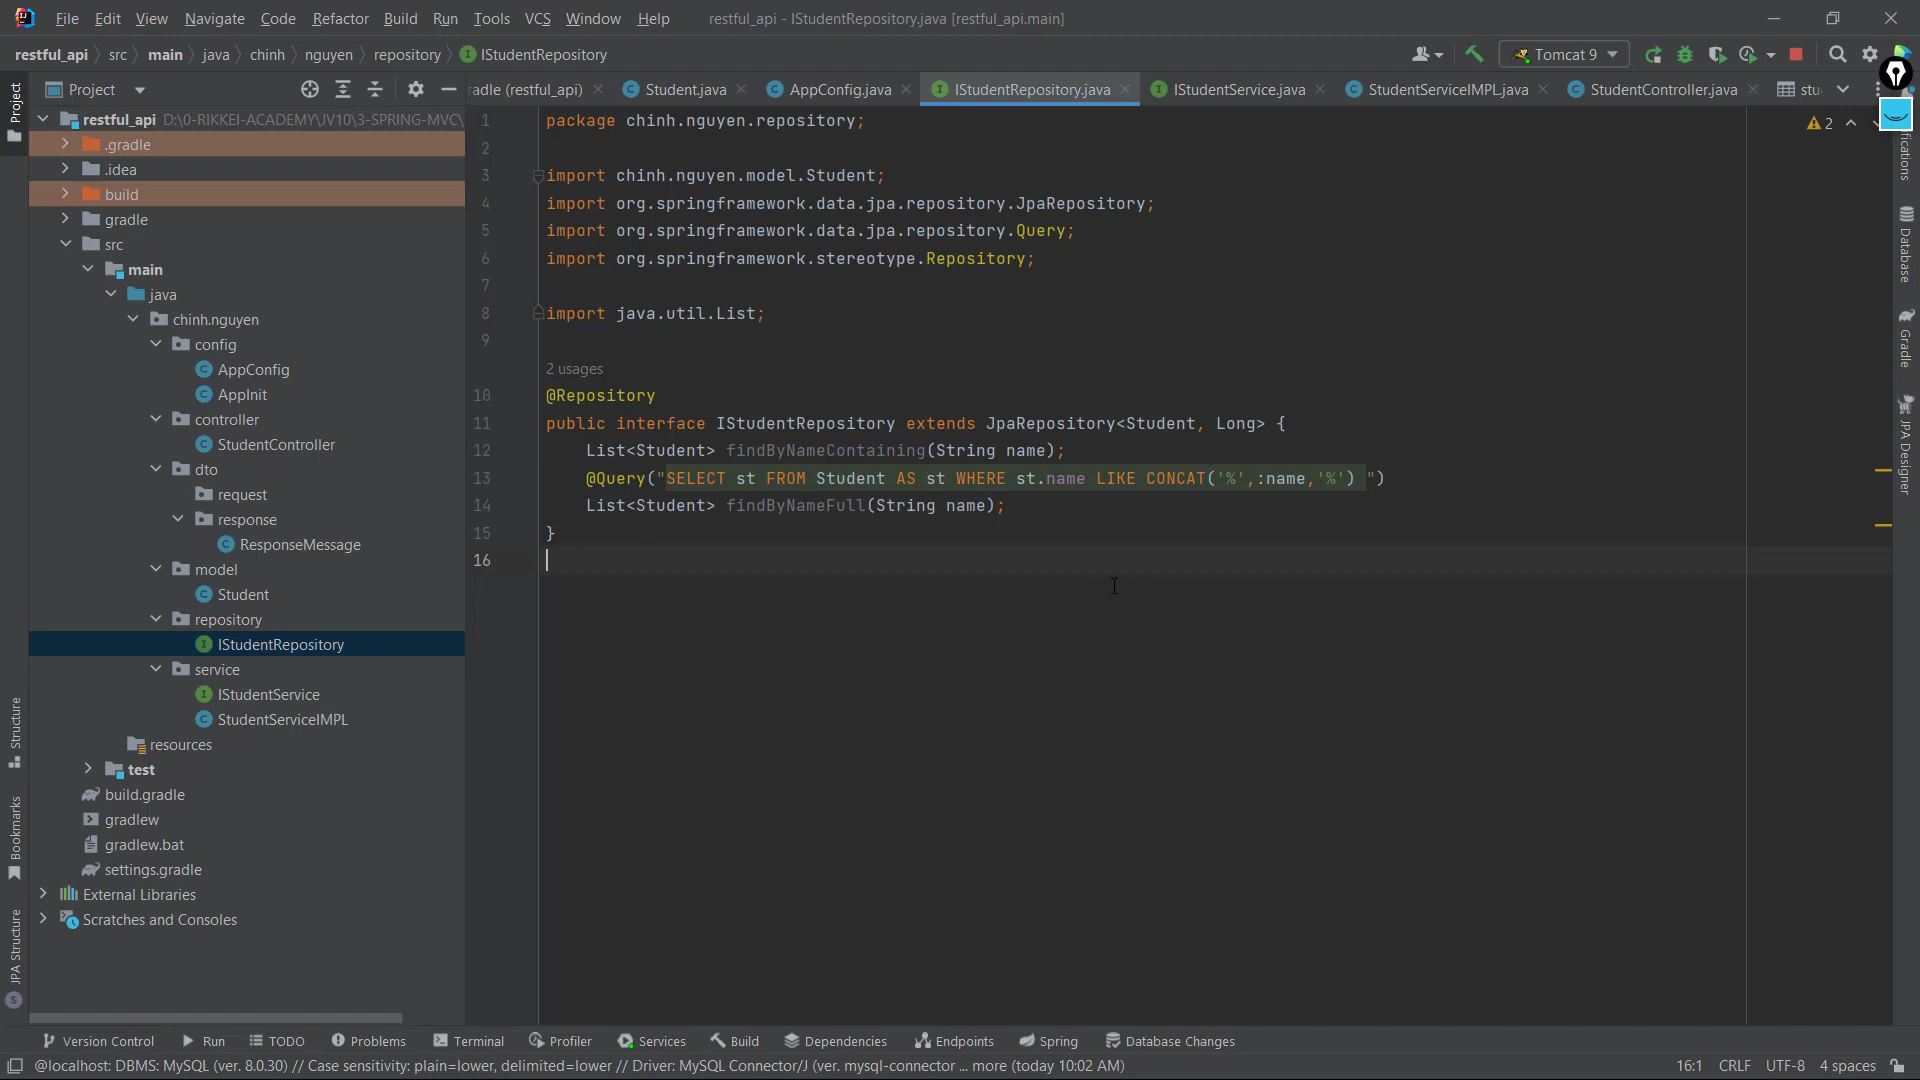 File Edit View Navigate Code Refactor Build Run Tools VCS Window Help restful_api - IStudentRepository.java [restful_api.main]
restful_api src main java chinh nguyen repository IStudentRepository Tomcat 9
Project adle (restful_api) Student.java AppConfig.java IStudentRepository.java IStudentService.java StudentServiceIMPL.java StudentController.java stu
Project
restful_api D:\0-RIKKEI-ACADEMY\JV10\3-SPRING-MVC\
.gradle
.idea
build
gradle
src
main
java
chinh.nguyen
config
AppConfig
AppInit
controller
StudentController
dto
request
response
ResponseMessage
model
Student
repository
IStudentRepository
service
IStudentService
StudentServiceIMPL
resources
test
build.gradle
gradlew
gradlew.bat
settings.gradle
External Libraries
Scratches and Consoles
Structure
Bookmarks
JPA Structure
1 package chinh.nguyen.repository;
2
3 import chinh.nguyen.model.Student;
4 import org.springframework.data.jpa.repository.JpaRepository;
5 import org.springframework.data.jpa.repository.Query;
6 import org.springframework.stereotype.Repository;
7
8 import java.util.List;
9
2 usages
10 @Repository
11 public interface IStudentRepository extends JpaRepository<Student, Long> {
12 List<Student> findByNameContaining(String name);
13 @Query("SELECT st FROM Student AS st WHERE st.name LIKE CONCAT('%',:name,'%') ")
14 List<Student> findByNameFull(String name);
15 }
16
2
Database
Gradle
JPA Designer
Version Control Run TODO Problems Terminal Profiler Services Build Dependencies Endpoints Spring Database Changes
@localhost: DBMS: MySQL (ver. 8.0.30) // Case sensitivity: plain=lower, delimited=lower // Driver: MySQL Connector/J (ver. mysql-connector ... more (today 10:02 AM) 16:1 CRLF UTF-8 4 spaces